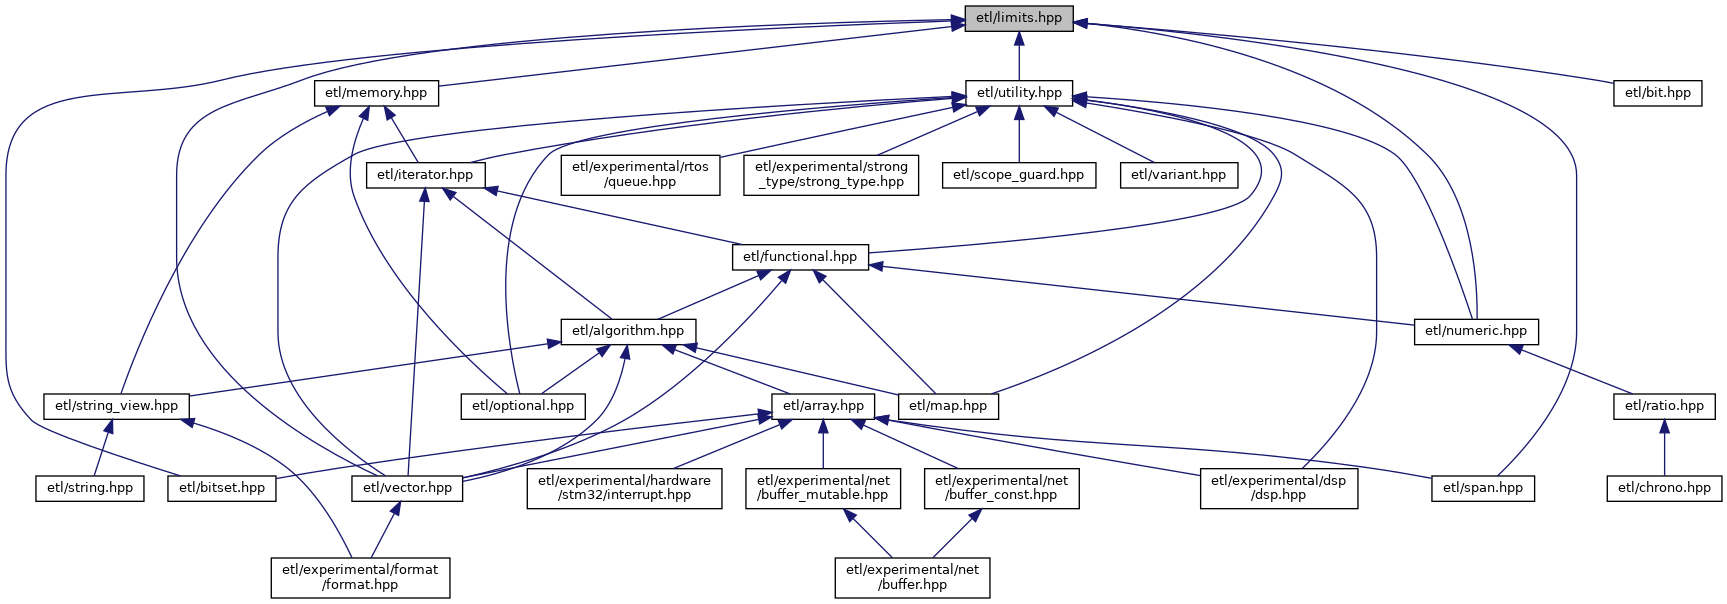 etl/limits.hpp
etl/memory.hpp
etl/utility.hpp
etl/bit.hpp
etl/iterator.hpp
etl/experimental/rtos
/queue.hpp
etl/experimental/strong
_type/strong_type.hpp
etl/scope_guard.hpp
etl/variant.hpp
etl/functional.hpp
etl/algorithm.hpp
etl/numeric.hpp
etl/string_view.hpp
etl/optional.hpp
etl/array.hpp
etl/map.hpp
etl/ratio.hpp
etl/string.hpp
etl/bitset.hpp
etl/vector.hpp
etl/experimental/hardware
/stm32/interrupt.hpp
etl/experimental/net
/buffer_mutable.hpp
etl/experimental/net
/buffer_const.hpp
etl/experimental/dsp
/dsp.hpp
etl/span.hpp
etl/chrono.hpp
etl/experimental/format
/format.hpp
etl/experimental/net
/buffer.hpp